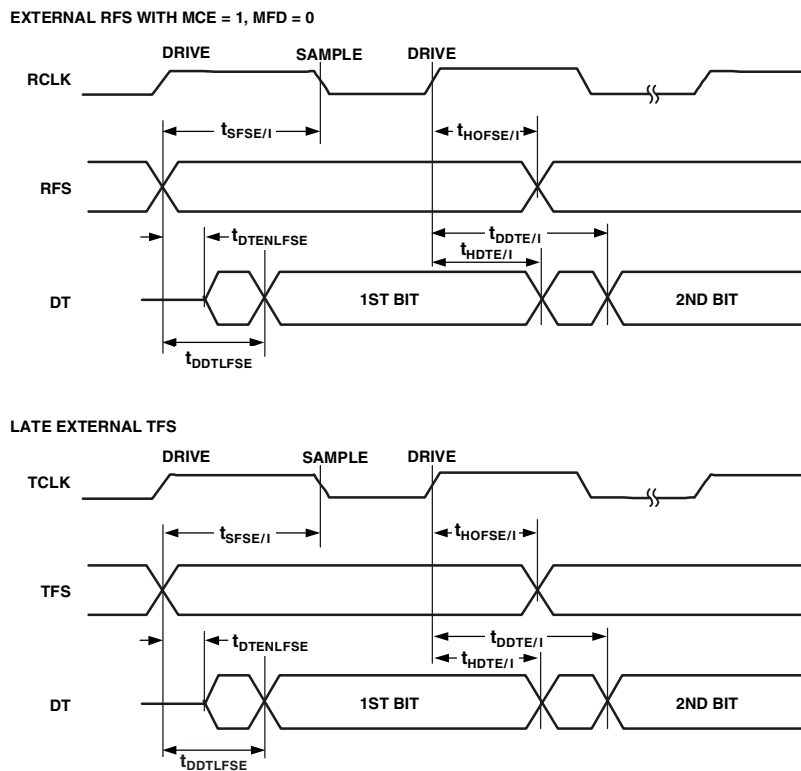 EXTERNAL RFS WITH MCE = 1, MFD = 0
DRIVE SAMPLE DRIVE
RCLK
tSFSE/I tHOFSE/I
RFS
tDDTE/I
tDTENLFSE tHDTE/I
DT 1ST BIT 2ND BIT
tDDTLFSE
LATE EXTERNAL TFS
DRIVE SAMPLE DRIVE
TCLK
tSFSE/I tHOFSE/I
TFS
tDDTE/I
tDTENLFSE tHDTE/I
DT 1ST BIT 2ND BIT
tDDTLFSE